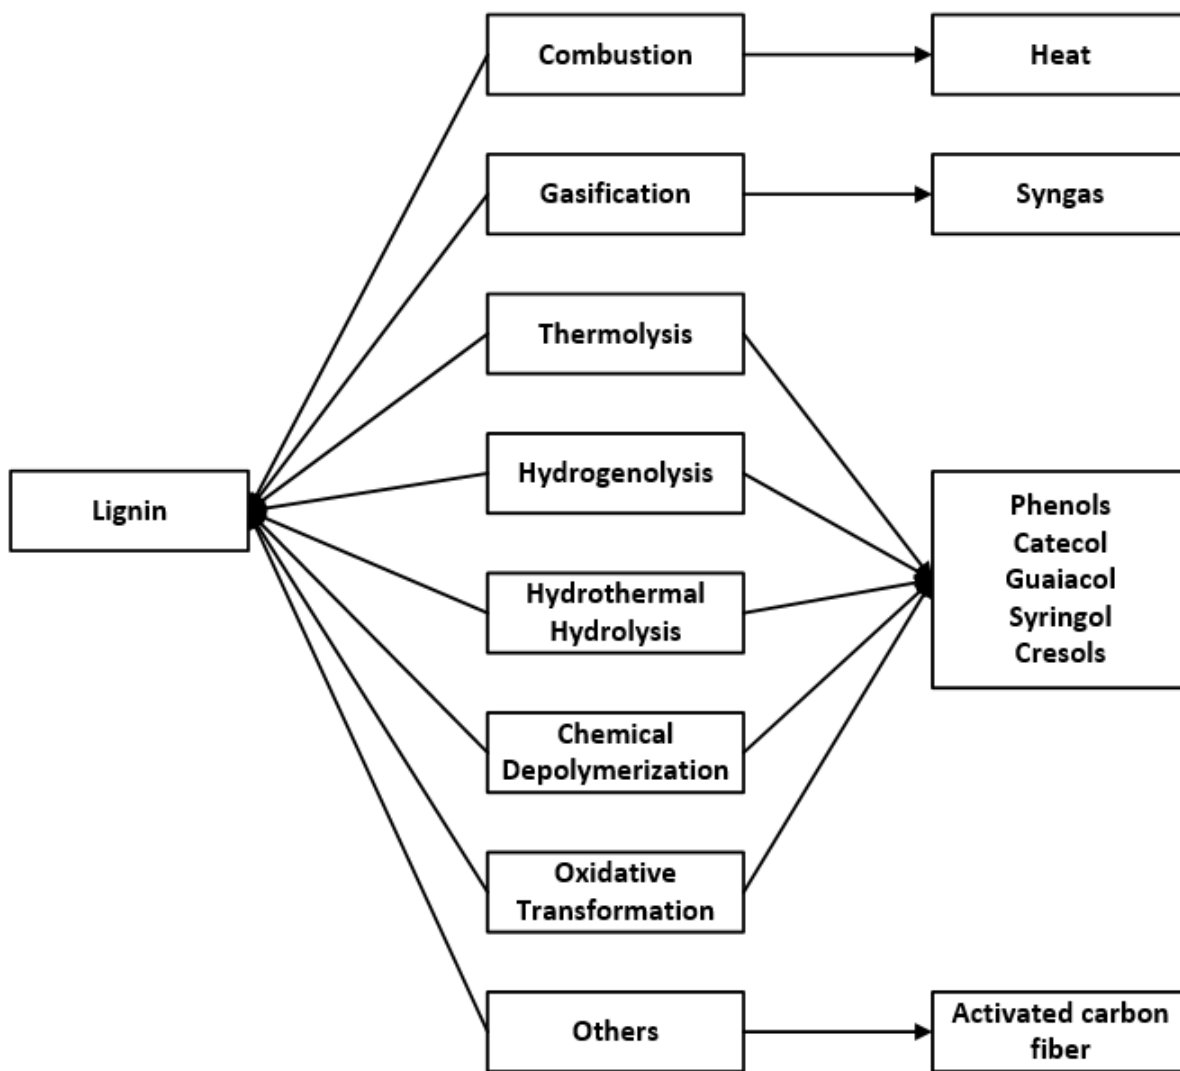 Combustion
Heat
Gasification
Syngas
Thermolysis
Hydrogenolysis
Lignin
Phenols
Catecol
Guaiacol
Syringol
Cresols
Hydrothermal
Hydrolysis
Chemical
Depolymerization
Oxidative
Transformation
Others
Activated carbon
fiber